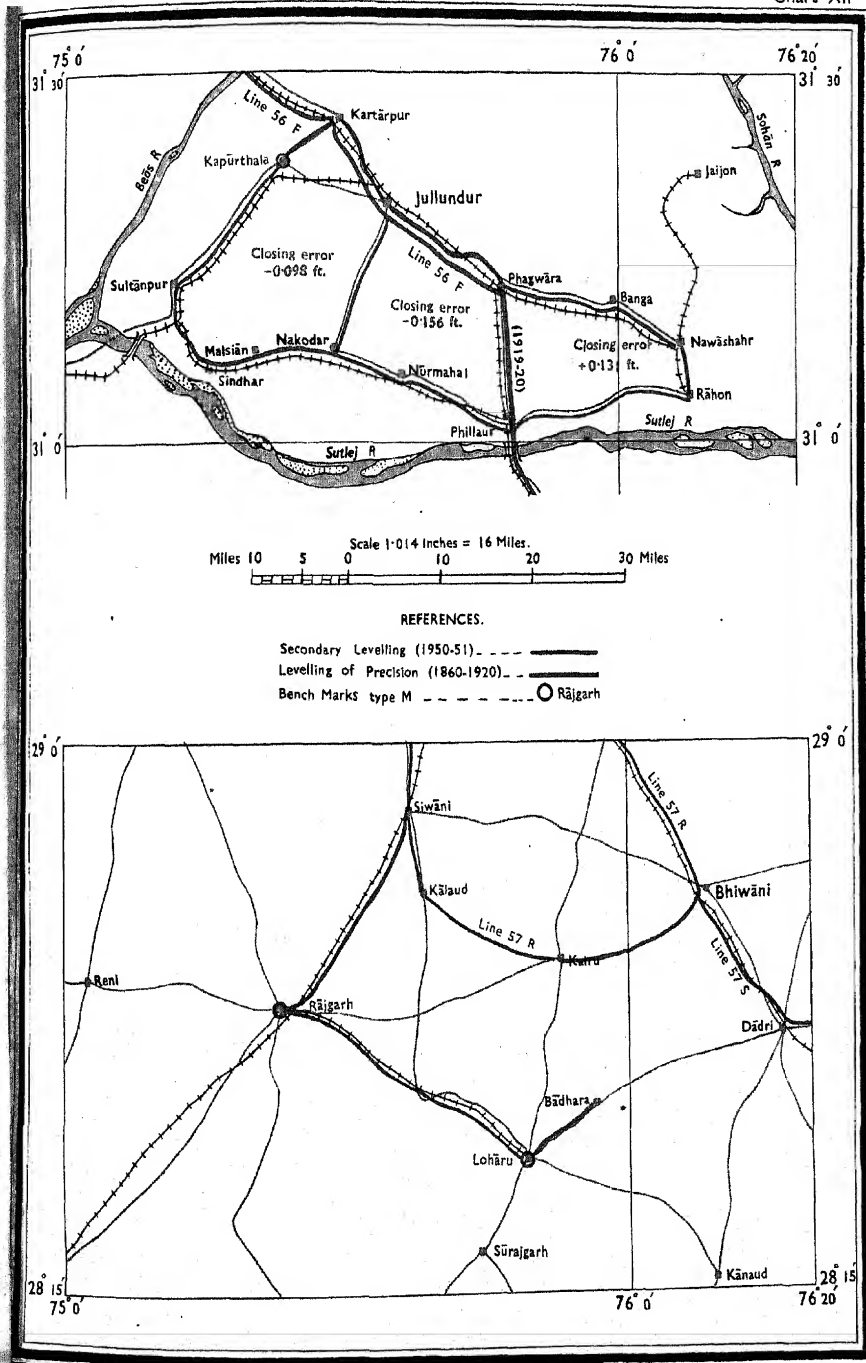 Chart XII
75° 0′
76° 0′
76° 20′
31° 30′
31° 30′
Line 56 F
Kartārpur
Beās R
Kapūrthala
Sohān R
Jaijon
Jullundur
Closing error
-0·098 ft.
Line 56 F
Sultānpur
Phagwāra
Closing error
-0·156 ft.
Banga
(1919-20)
Closing error
+0·131 ft.
Nawāshahr
Malsiān
Nakodar
Sindhar
Nūrmahal
Rāhon
Phillaur
Sutlej R
31° 0′
Sutlej R
31° 0′
Scale 1·014 Inches = 16 Miles.
Miles 10 5 0 10 20 30 Miles
REFERENCES.
Secondary Levelling (1950-51)
Levelling of Precision (1860-1920)
Bench Marks type M Rājgarh
29° 0′
29° 0′
Line 57 R
Siwāni
Kālaud
Bhiwāni
Line 57 R
Kairu
Line 57 S
Reni
Rājgarh
Dādri
Bādhara
Lohāru
Sūrajgarh
Kānaud
28° 15′
28° 15′
75° 0′
76° 0′
76° 20′